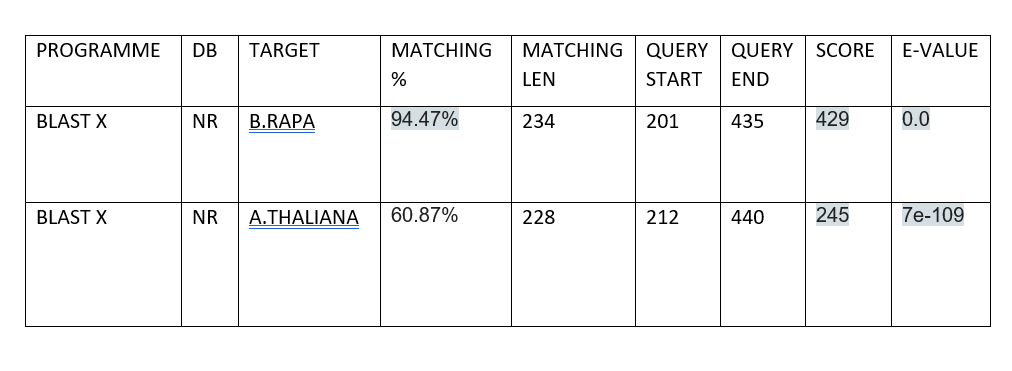 PROGRAMME DB TARGET MATCHING MATCHING QUERY QUERY SCORE E-VALUE
% LEN START END
BLAST X NR B.RAPA 94.47% 234 201 435 429 0.0
BLAST X NR A.THALIANA 60.87% 228 212 440 245 7e-109